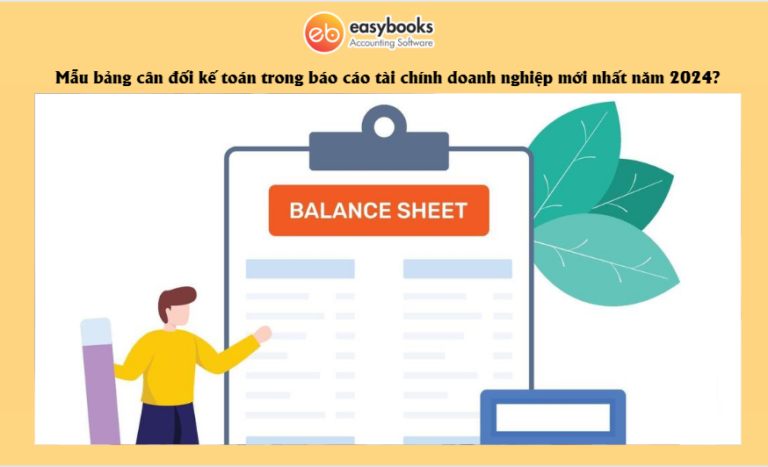 eb easybooks
Accounting Software
Mẫu bảng cân đối kế toán trong báo cáo tài chính doanh nghiệp mới nhất năm 2024?
BALANCE SHEET